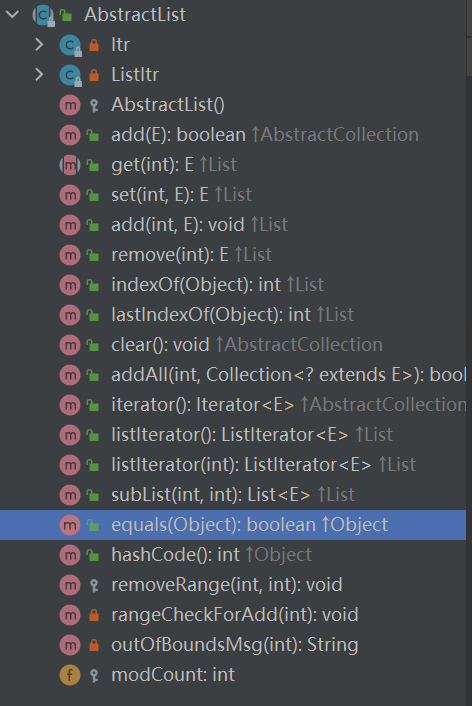 AbstractList
Itr
ListItr
AbstractList()
add(E): boolean ↑AbstractCollection
get(int): E ↑List
set(int, E): E ↑List
add(int, E): void ↑List
remove(int): E ↑List
indexOf(Object): int ↑List
lastIndexOf(Object): int ↑List
clear(): void ↑AbstractCollection
addAll(int, Collection<? extends E>): bool
iterator(): Iterator<E> ↑AbstractCollection
listIterator(): ListIterator<E> ↑List
listIterator(int): ListIterator<E> ↑List
subList(int, int): List<E> ↑List
equals(Object): boolean ↑Object
hashCode(): int ↑Object
removeRange(int, int): void
rangeCheckForAdd(int): void
outOfBoundsMsg(int): String
modCount: int